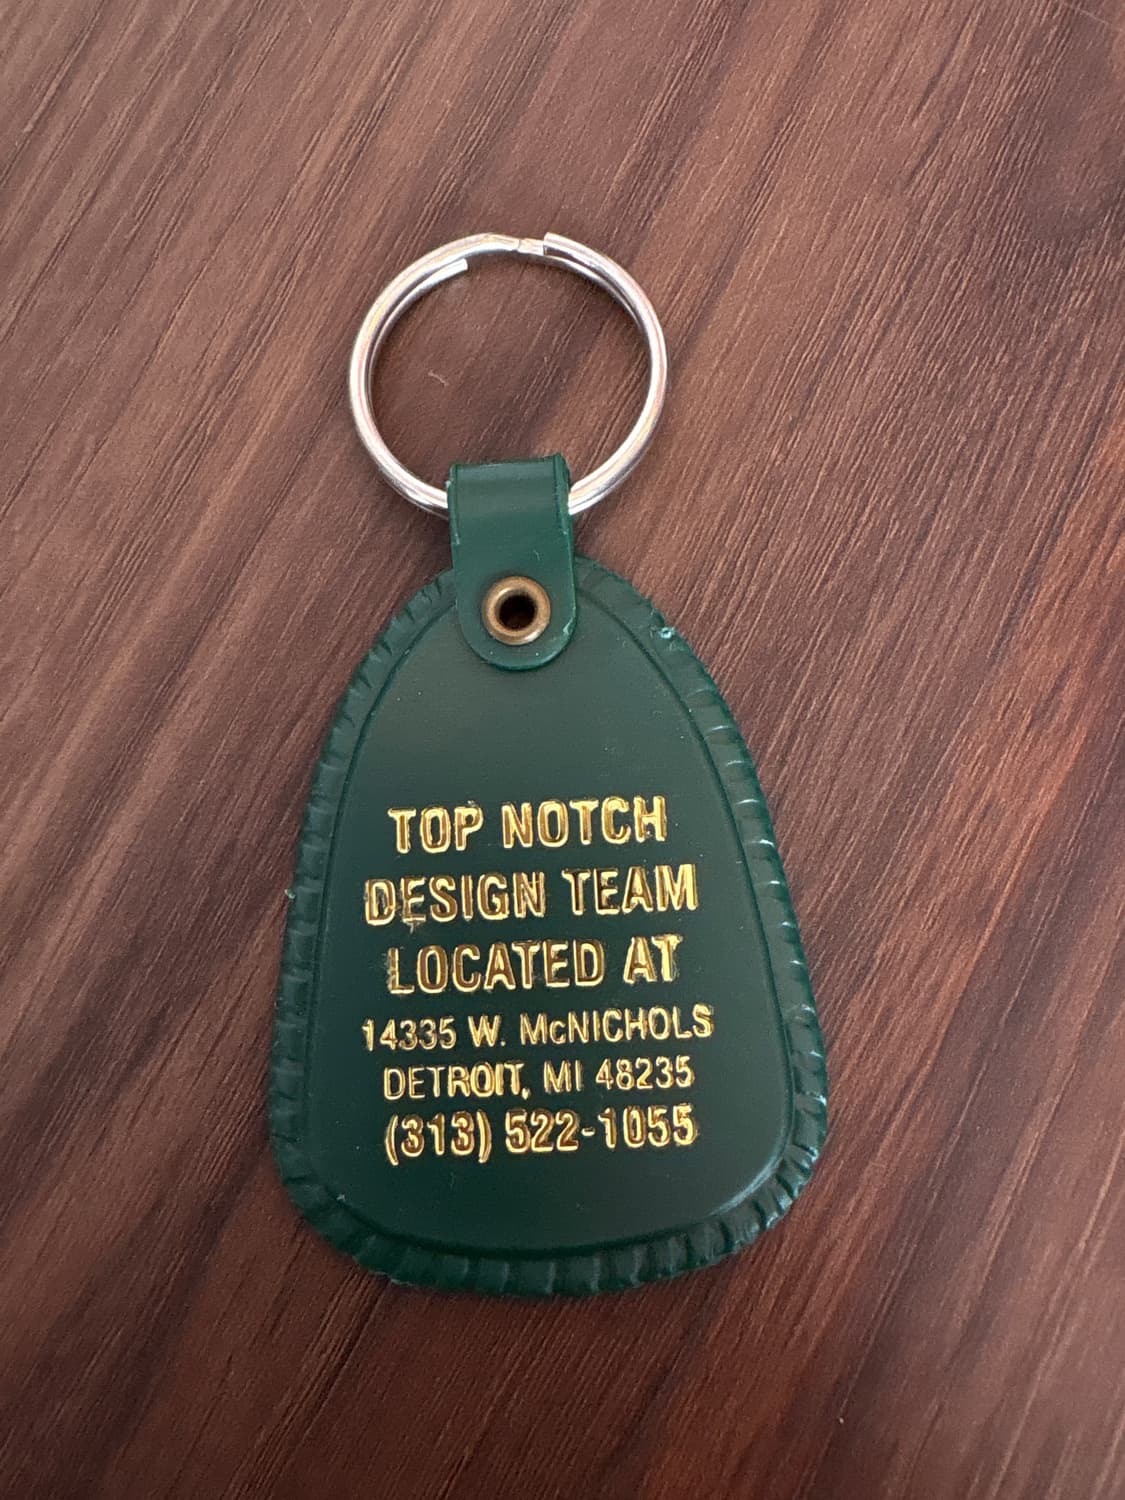 TOP NOTCH
DESIGN TEAM
LOCATED AT
14335 W. McNICHOLS
DETROIT, MI 48235
(313) 522-1055